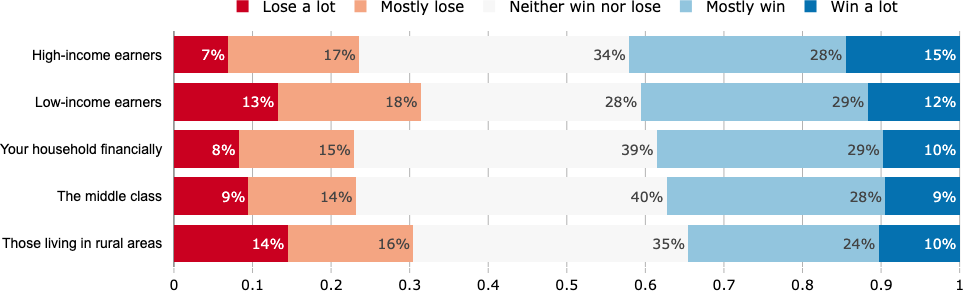 Lose a lot Mostly lose Neither win nor lose Mostly win Win a lot
High-income earners 7% 17% 34% 28% 15%
Low-income earners 13% 18% 28% 29% 12%
Your household financially 8% 15% 39% 29% 10%
The middle class 9% 14% 40% 28% 9%
Those living in rural areas 14% 16% 35% 24% 10%
0 0.1 0.2 0.3 0.4 0.5 0.6 0.7 0.8 0.9 1